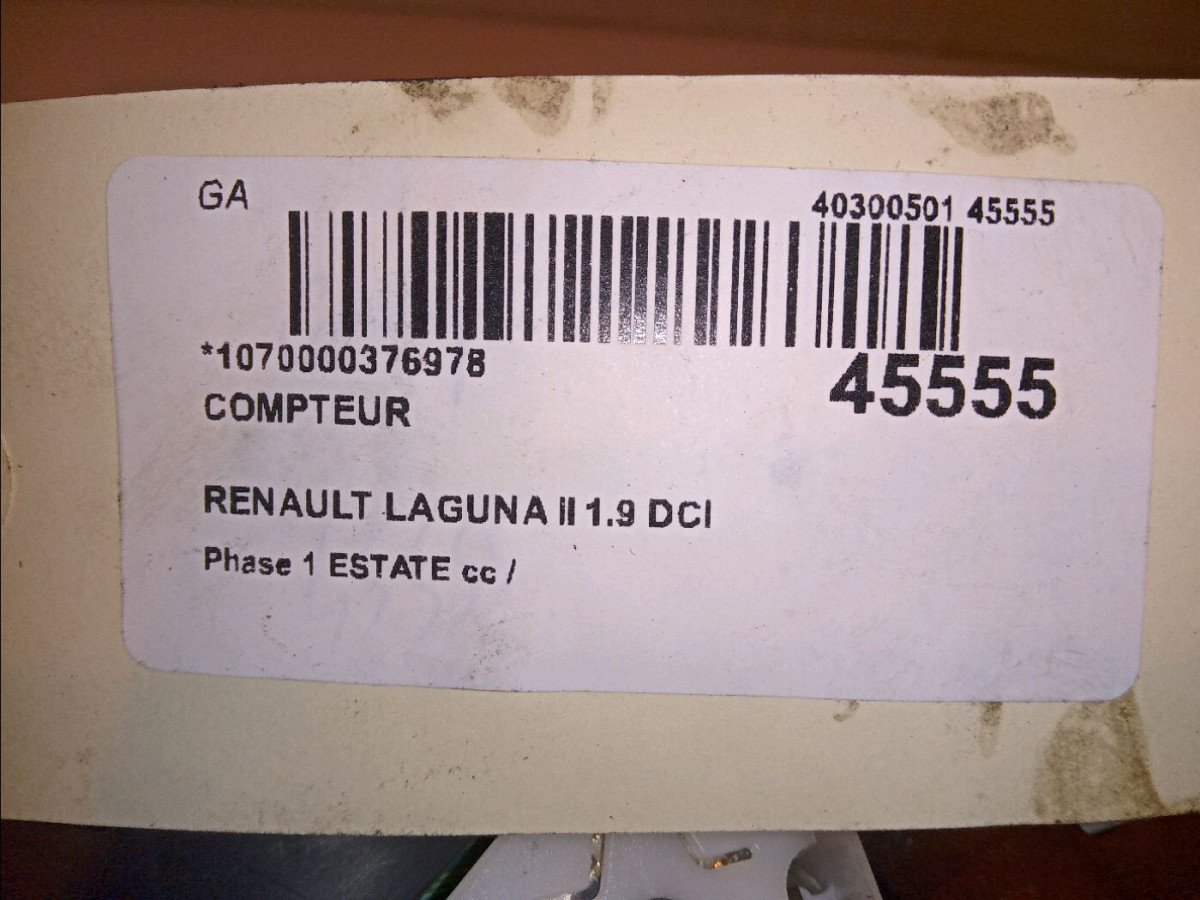 GA
40300501 45555
*1070000376978
45555
COMPTEUR
RENAULT LAGUNA II 1.9 DCI
Phase 1 ESTATE cc /